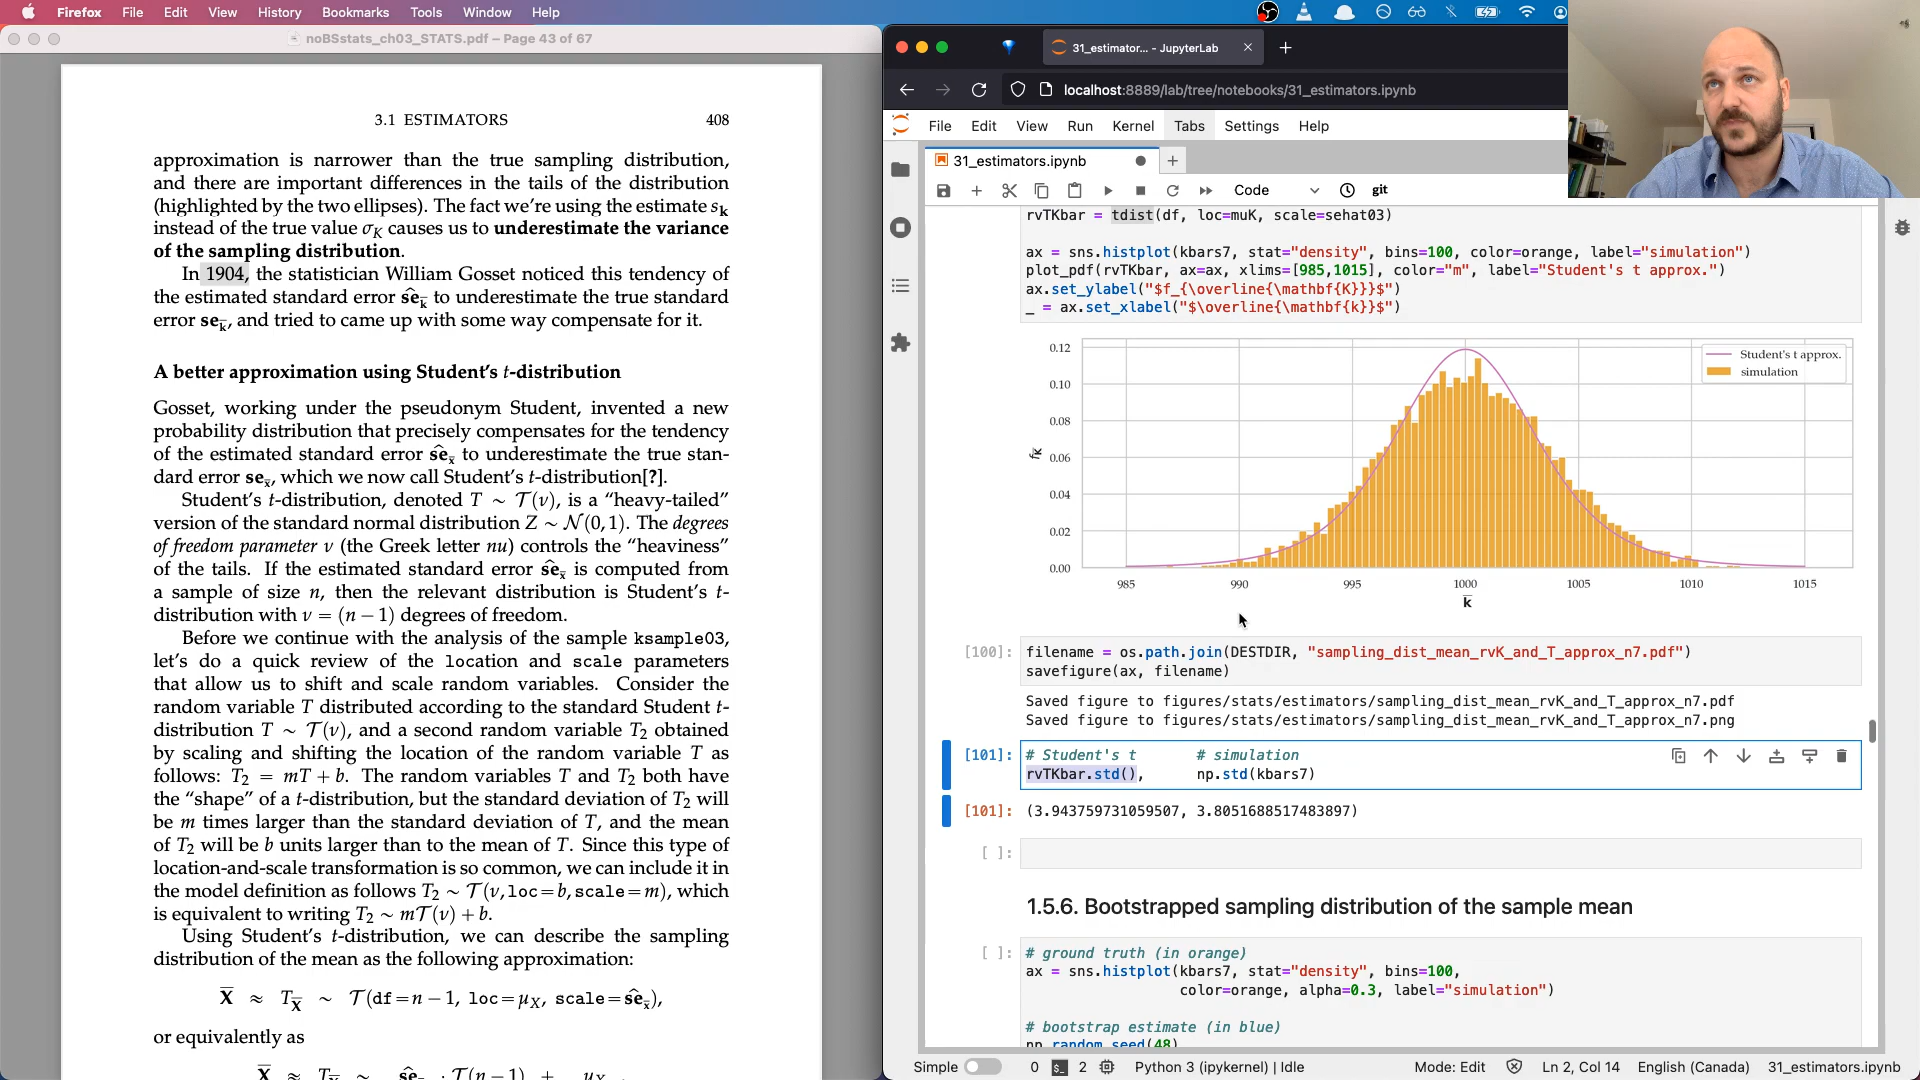 Firefox File Edit View History Bookmarks Tools Window Help
noBSstats_ch03_STATS.pdf – Page 43 of 67
3.1 ESTIMATORS 408
approximation is narrower than the true sampling distribution,
and there are important differences in the tails of the distribution
(highlighted by the two ellipses). The fact we’re using the estimate s𝐤
instead of the true value σK causes us to underestimate the variance
of the sampling distribution.
In 1904, the statistician William Gosset noticed this tendency of
the estimated standard error sê𝐤̅ to underestimate the true standard
error se𝐤̅, and tried to came up with some way compensate for it.
A better approximation using Student’s t-distribution
Gosset, working under the pseudonym Student, invented a new
probability distribution that precisely compensates for the tendency
of the estimated standard error sê𝐱̅ to underestimate the true stan-
dard error se𝐱̅, which we now call Student’s t-distribution[?].
Student’s t-distribution, denoted T ∼ 𝒯(ν), is a “heavy-tailed”
version of the standard normal distribution Z ∼ 𝒩(0, 1). The degrees
of freedom parameter ν (the Greek letter nu) controls the “heaviness”
of the tails. If the estimated standard error sê𝐱̅ is computed from
a sample of size n, then the relevant distribution is Student’s t-
distribution with ν = (n − 1) degrees of freedom.
Before we continue with the analysis of the sample ksample03,
let’s do a quick review of the location and scale parameters
that allow us to shift and scale random variables. Consider the
random variable T distributed according to the standard Student t-
distribution T ∼ 𝒯(ν), and a second random variable T2 obtained
by scaling and shifting the location of the random variable T as
follows: T2 = mT + b. The random variables T and T2 both have
the “shape” of a t-distribution, but the standard deviation of T2 will
be m times larger than the standard deviation of T, and the mean
of T2 will be b units larger than to the mean of T. Since this type of
location-and-scale transformation is so common, we can include it in
the model definition as follows T2 ∼ 𝒯(ν, loc=b, scale=m), which
is equivalent to writing T2 ∼ m𝒯(ν) + b.
Using Student’s t-distribution, we can describe the sampling
distribution of the mean as the following approximation:
X̅ ≈ TX̅ ∼ 𝒯(df=n − 1, loc=μX, scale=sê𝐱̅),
or equivalently as
X̅ ≈ TX̅ ∼ sê𝐱̅ · 𝒯(n − 1) + μX
31_estimator... - JupyterLab
localhost:8889/lab/tree/notebooks/31_estimators.ipynb
File Edit View Run Kernel Tabs Settings Help
31_estimators.ipynb
Code git
rvTKbar = tdist(df, loc=muK, scale=sehat03)
ax = sns.histplot(kbars7, stat="density", bins=100, color=orange, label="simulation")
plot_pdf(rvTKbar, ax=ax, xlims=[985,1015], color="m", label="Student's t approx.")
ax.set_ylabel("$f_{\overline{\mathbf{K}}}$")
_ = ax.set_xlabel("$\overline{\mathbf{k}}$")
0.12
0.10
0.08
0.06
0.04
0.02
0.00
fK̅
985 990 995 1000 1005 1010 1015
k̅
Student's t approx.
simulation
[100]: filename = os.path.join(DESTDIR, "sampling_dist_mean_rvK_and_T_approx_n7.pdf")
savefigure(ax, filename)
Saved figure to figures/stats/estimators/sampling_dist_mean_rvK_and_T_approx_n7.pdf
Saved figure to figures/stats/estimators/sampling_dist_mean_rvK_and_T_approx_n7.png
[101]: # Student's t # simulation
rvTKbar.std(), np.std(kbars7)
[101]: (3.943759731059507, 3.8051688517483897)
[ ]:
1.5.6. Bootstrapped sampling distribution of the sample mean
[ ]: # ground truth (in orange)
ax = sns.histplot(kbars7, stat="density", bins=100,
color=orange, alpha=0.3, label="simulation")
# bootstrap estimate (in blue)
np.random.seed(48)
Simple 0 2 Python 3 (ipykernel) | Idle Mode: Edit Ln 2, Col 14 English (Canada) 31_estimators.ipynb